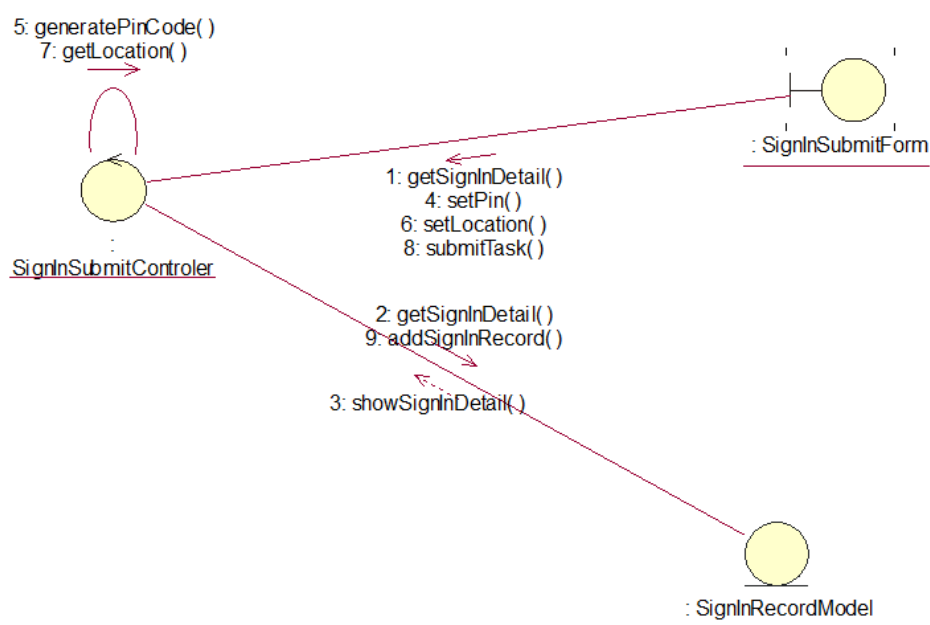 5: generatePinCode( )
7: getLocation( )
: SignInSubmitForm
1: getSignInDetail( )
4: setPin( )
6: setLocation( )
8: submitTask( )
:
SignInSubmitControler
2: getSignInDetail( )
9: addSignInRecord( )
3: showSignInDetail( )
: SignInRecordModel